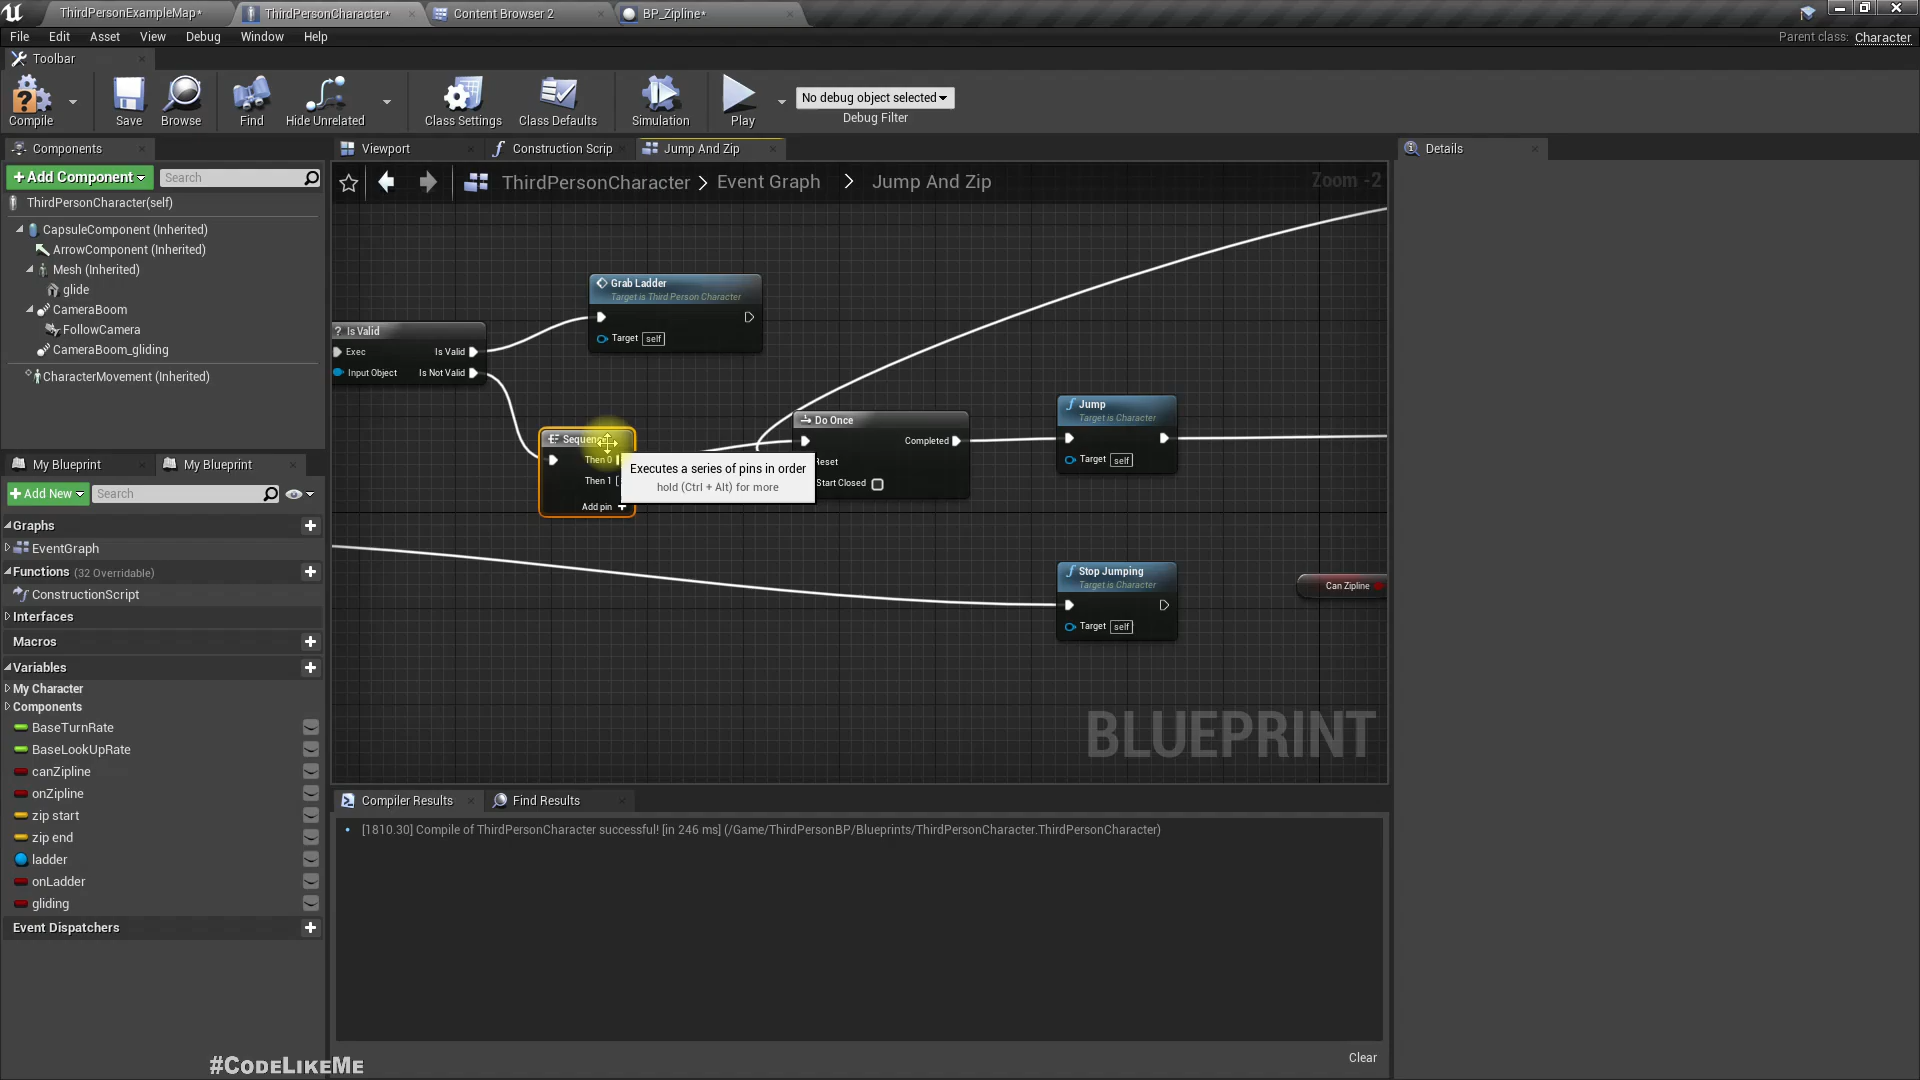 ThirdPersonExampleMap*
ThirdPersonCharacter*
Content Browser 2
BP_Zipline*
File Edit Asset View Debug Window Help
Parent class: Character
Toolbar
Compile
Save
Browse
Find
Hide Unrelated
Class Settings
Class Defaults
Simulation
Play
No debug object selected
Debug Filter
Components
+Add Component
Search
ThirdPersonCharacter(self)
CapsuleComponent (Inherited)
ArrowComponent (Inherited)
Mesh (Inherited)
glide
CameraBoom
FollowCamera
CameraBoom_gliding
CharacterMovement (Inherited)
My Blueprint
My Blueprint
+Add New
Search
Graphs
EventGraph
Functions (32 Overridable)
ConstructionScript
Interfaces
Macros
Variables
My Character
Components
BaseTurnRate
BaseLookUpRate
canZipline
onZipline
zip start
zip end
ladder
onLadder
gliding
Event Dispatchers
Viewport
Construction Scrip
Jump And Zip
ThirdPersonCharacter > Event Graph > Jump And Zip
Zoom -2
Grab Ladder
Target is Third Person Character
Target self
? Is Valid
Exec
Is Valid
Input Object
Is Not Valid
Then 0
Then 1
Add pin +
Executes a series of pins in order
hold (Ctrl + Alt) for more
Do Once
Completed
Reset
Start Closed
Jump
Target is Character
Target self
Stop Jumping
Target is Character
Target self
Can Zipline
BLUEPRINT
Compiler Results
Find Results
[1810.30] Compile of ThirdPersonCharacter successful! [in 246 ms] (/Game/ThirdPersonBP/Blueprints/ThirdPersonCharacter.ThirdPersonCharacter)
Clear
Details
#CodeLikeMe